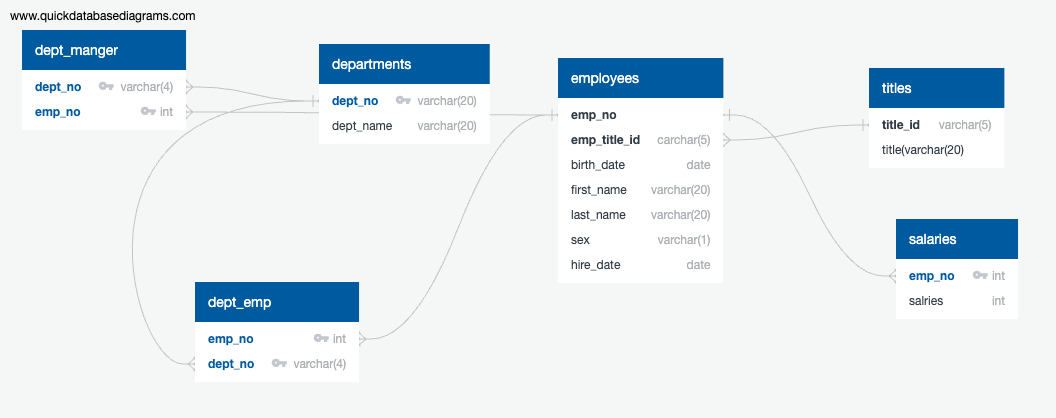 www.quickdatabasediagrams.com
dept_manger
dept_no varchar(4)
emp_no int
departments
dept_no varchar(20)
dept_name varchar(20)
employees
emp_no
emp_title_id carchar(5)
birth_date date
first_name varchar(20)
last_name varchar(20)
sex varchar(1)
hire_date date
titles
title_id varchar(5)
title(varchar(20)
salaries
emp_no int
salries int
dept_emp
emp_no int
dept_no varchar(4)